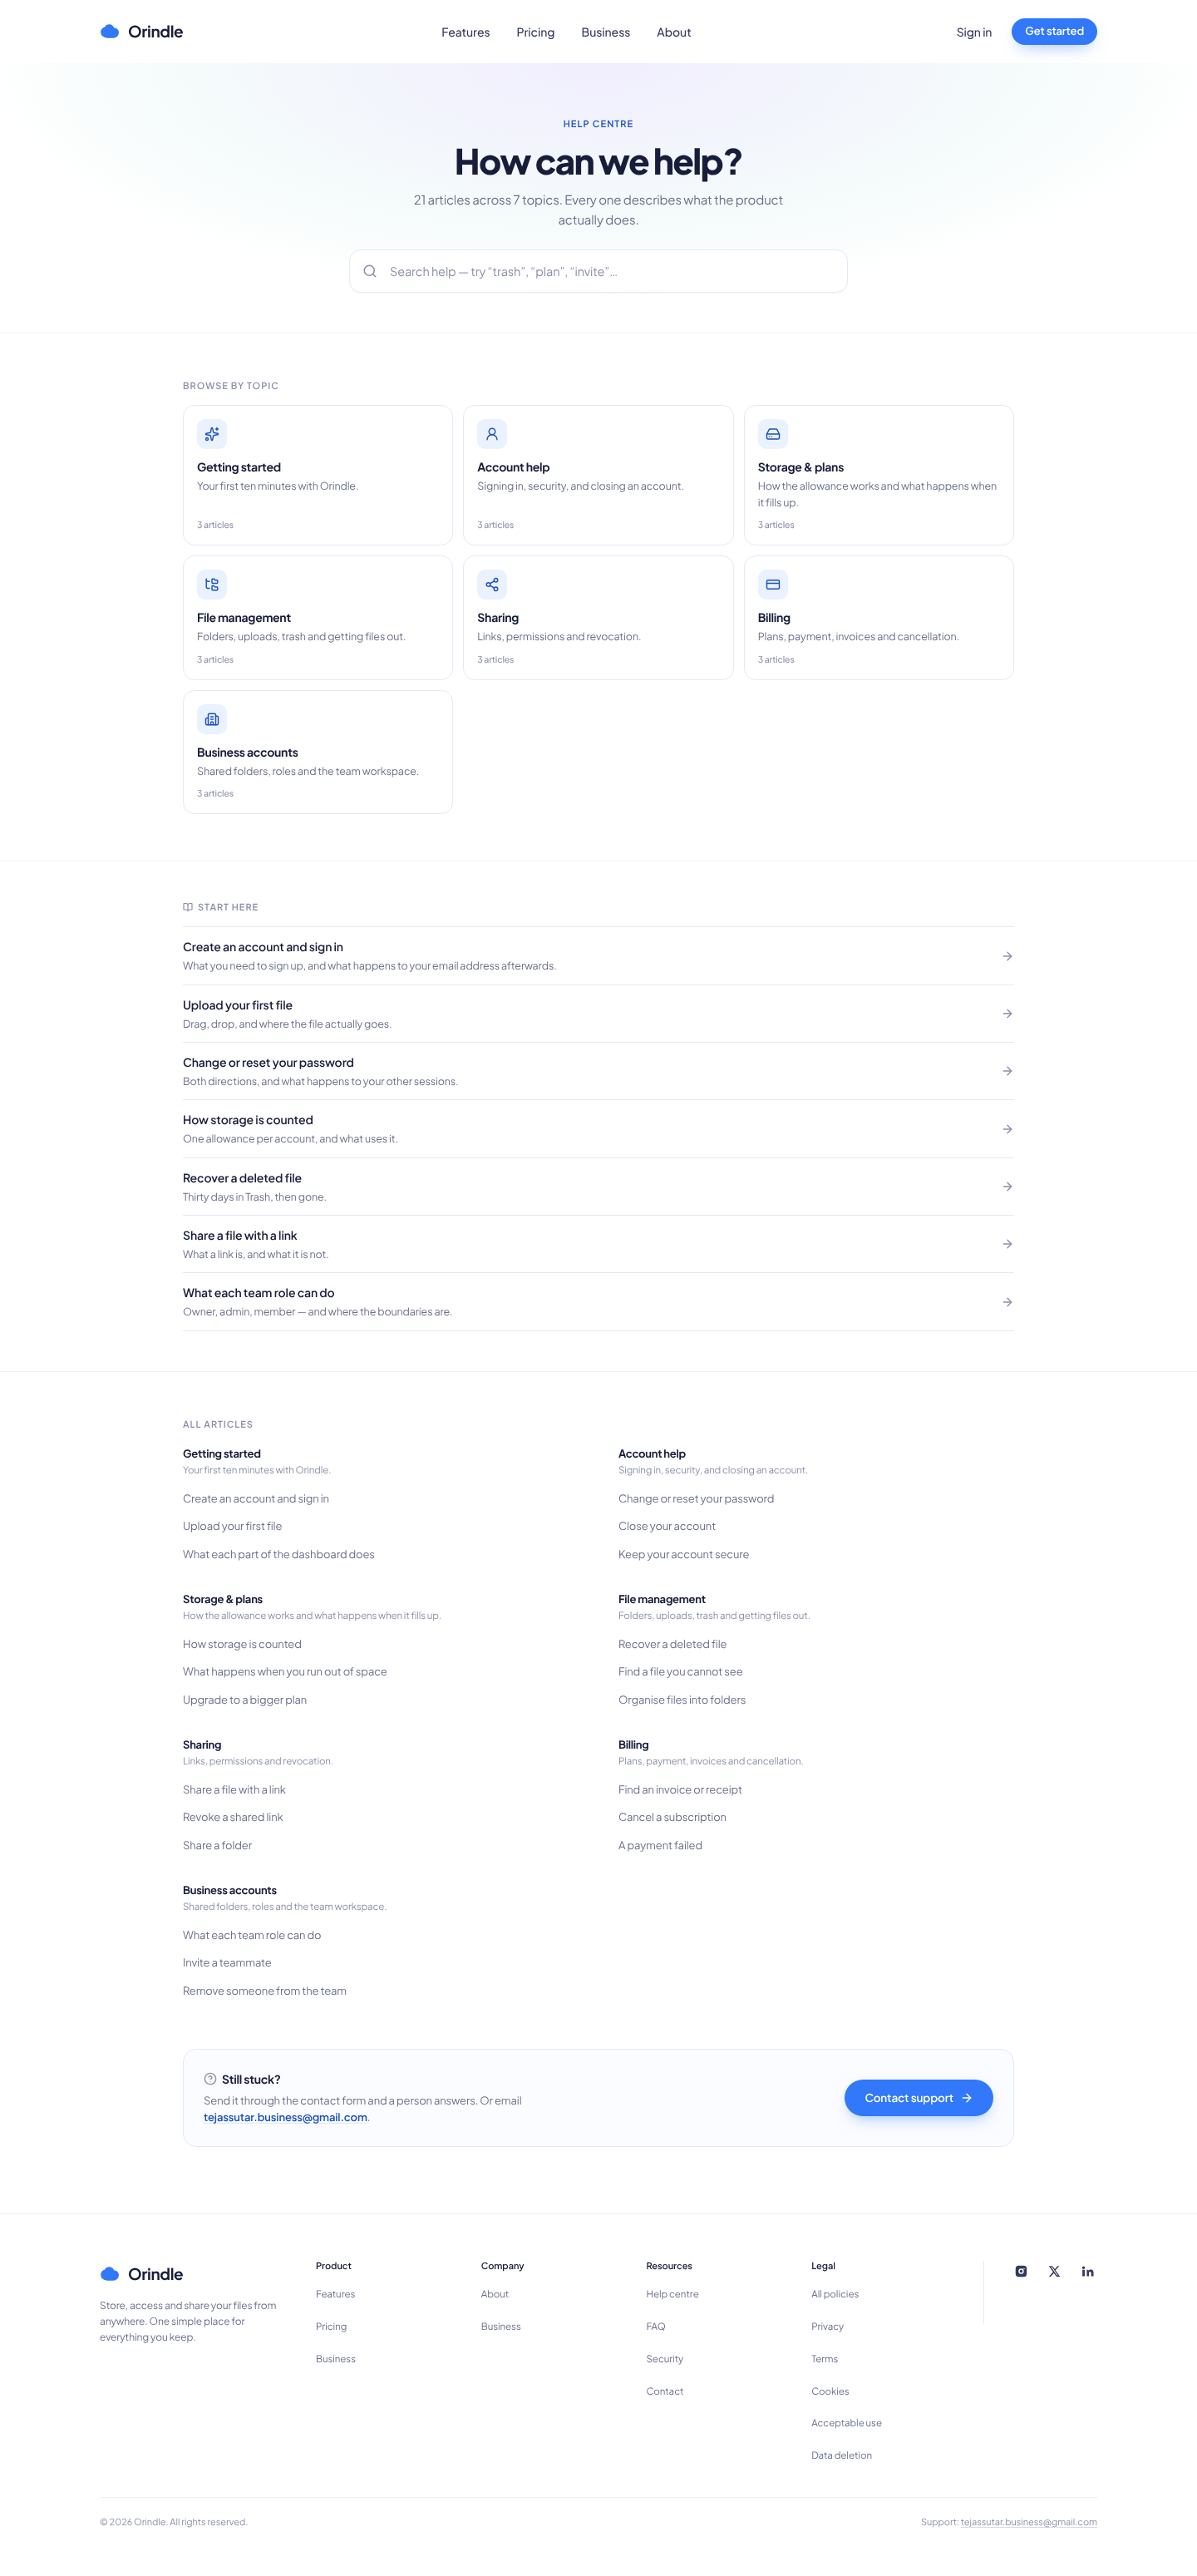 Orindle
Features
Pricing
Business
About
Sign in
Get started
HELP CENTRE
How can we help?
21 articles across 7 topics. Every one describes what the product
actually does.
Search help — try “trash”, “plan”, “invite”…
BROWSE BY TOPIC
Getting started
Your first ten minutes with Orindle.
3 articles
Account help
Signing in, security, and closing an account.
3 articles
Storage & plans
How the allowance works and what happens when
it fills up.
3 articles
File management
Folders, uploads, trash and getting files out.
3 articles
Sharing
Links, permissions and revocation.
3 articles
Billing
Plans, payment, invoices and cancellation.
3 articles
Business accounts
Shared folders, roles and the team workspace.
3 articles
START HERE
Create an account and sign in
What you need to sign up, and what happens to your email address afterwards.
Upload your first file
Drag, drop, and where the file actually goes.
Change or reset your password
Both directions, and what happens to your other sessions.
How storage is counted
One allowance per account, and what uses it.
Recover a deleted file
Thirty days in Trash, then gone.
Share a file with a link
What a link is, and what it is not.
What each team role can do
Owner, admin, member — and where the boundaries are.
ALL ARTICLES
Getting started
Your first ten minutes with Orindle.
Create an account and sign in
Upload your first file
What each part of the dashboard does
Account help
Signing in, security, and closing an account.
Change or reset your password
Close your account
Keep your account secure
Storage & plans
How the allowance works and what happens when it fills up.
How storage is counted
What happens when you run out of space
Upgrade to a bigger plan
File management
Folders, uploads, trash and getting files out.
Recover a deleted file
Find a file you cannot see
Organise files into folders
Sharing
Links, permissions and revocation.
Share a file with a link
Revoke a shared link
Share a folder
Billing
Plans, payment, invoices and cancellation.
Find an invoice or receipt
Cancel a subscription
A payment failed
Business accounts
Shared folders, roles and the team workspace.
What each team role can do
Invite a teammate
Remove someone from the team
Still stuck?
Send it through the contact form and a person answers. Or email
tejassutar.business@gmail.com.
Contact support
Orindle
Store, access and share your files from
anywhere. One simple place for
everything you keep.
Product
Features
Pricing
Business
Company
About
Business
Resources
Help centre
FAQ
Security
Contact
Legal
All policies
Privacy
Terms
Cookies
Acceptable use
Data deletion
© 2026 Orindle. All rights reserved.
Support: tejassutar.business@gmail.com